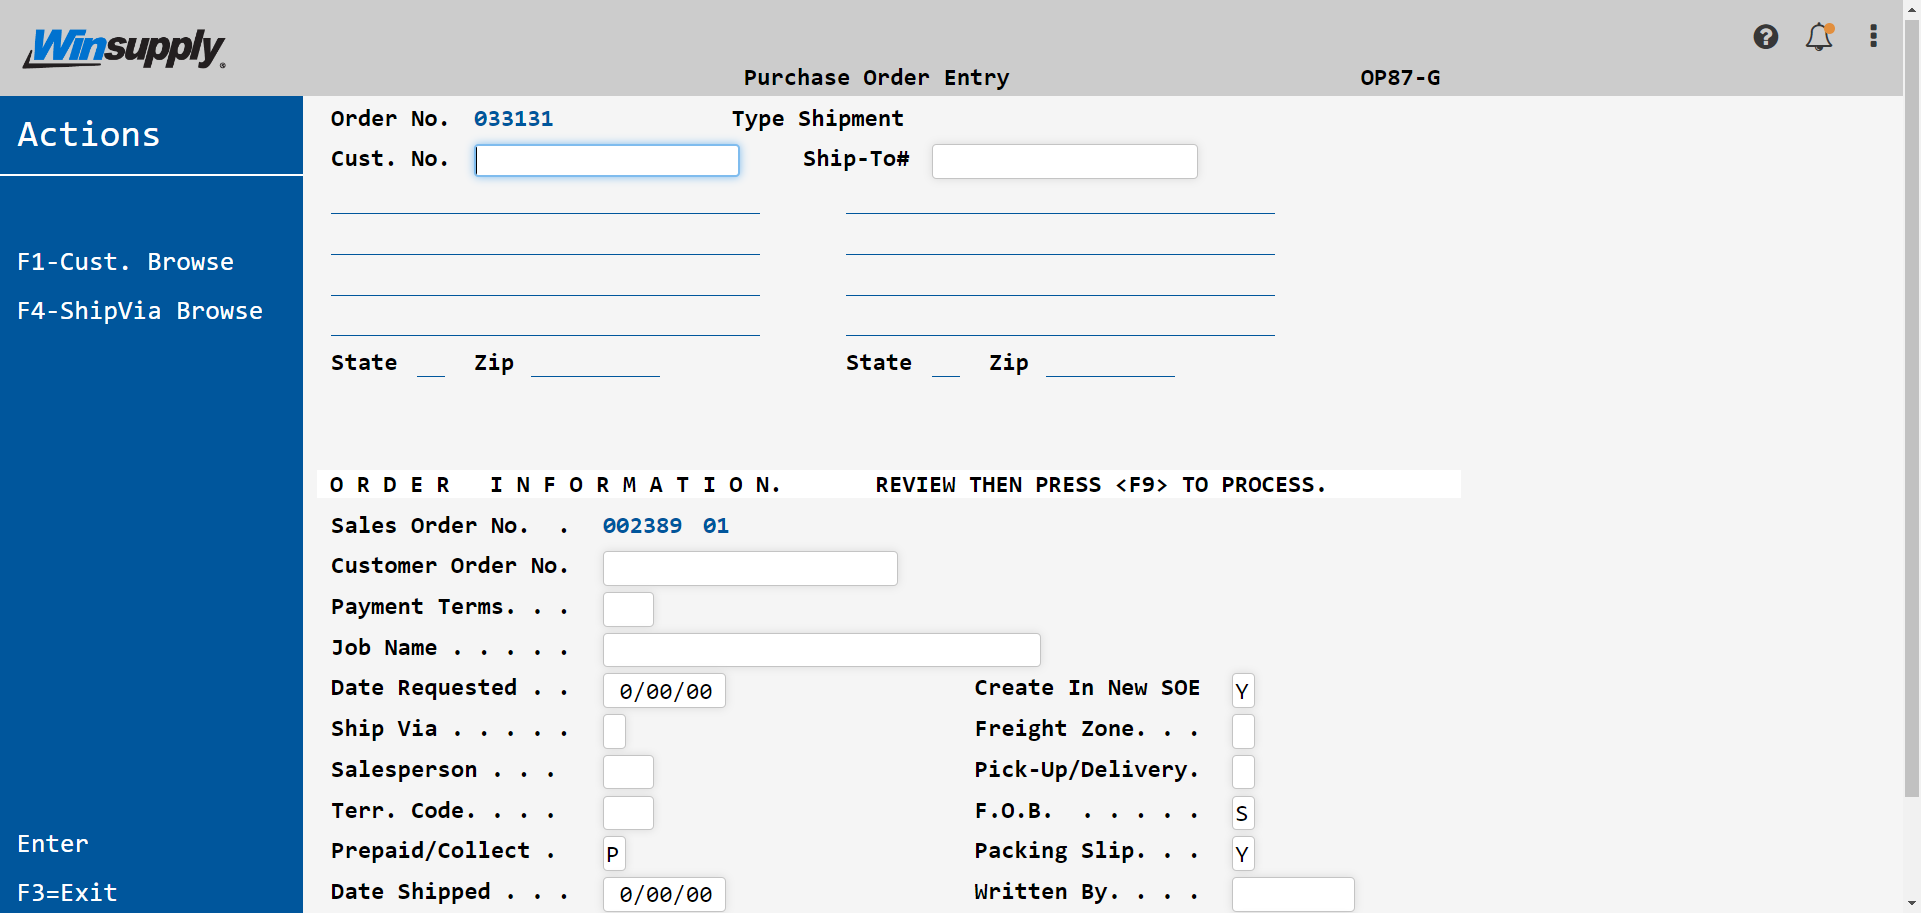 Winsupply®
Purchase Order Entry OP87-G
Actions
F1-Cust. Browse
F4-ShipVia Browse
Enter
F3=Exit
Order No. 033131 Type Shipment
Cust. No. Ship-To#
State Zip State Zip
O R D E R I N F O R M A T I O N. REVIEW THEN PRESS <F9> TO PROCESS.
Sales Order No. . 002389 01
Customer Order No.
Payment Terms. . .
Job Name . . . . .
Date Requested . . 0/00/00 Create In New SOE Y
Ship Via . . . . . Freight Zone. . .
Salesperson . . . Pick-Up/Delivery.
Terr. Code. . . . F.O.B. . . . . . S
Prepaid/Collect . P Packing Slip. . . Y
Date Shipped . . . 0/00/00 Written By. . . .